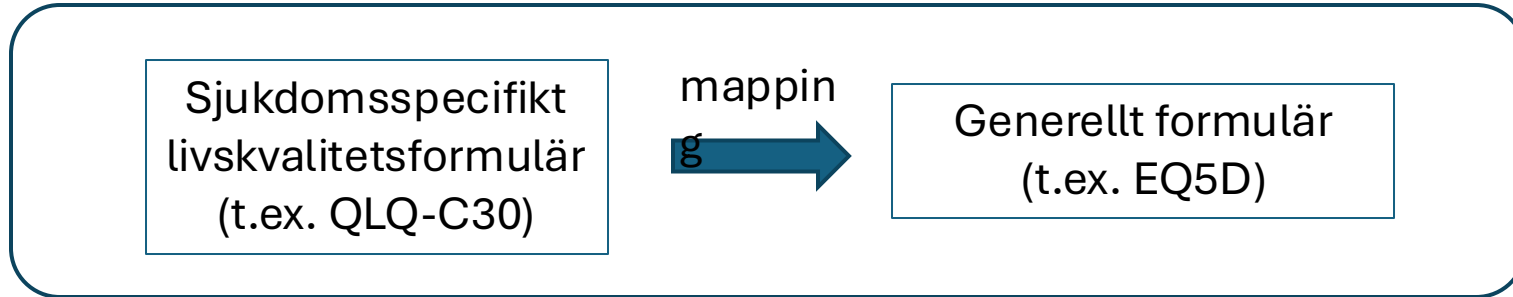 Sjukdomsspecifikt
livskvalitetsformulär
(t.ex. QLQ-C30)
mappin
g
Generellt formulär
(t.ex. EQ5D)